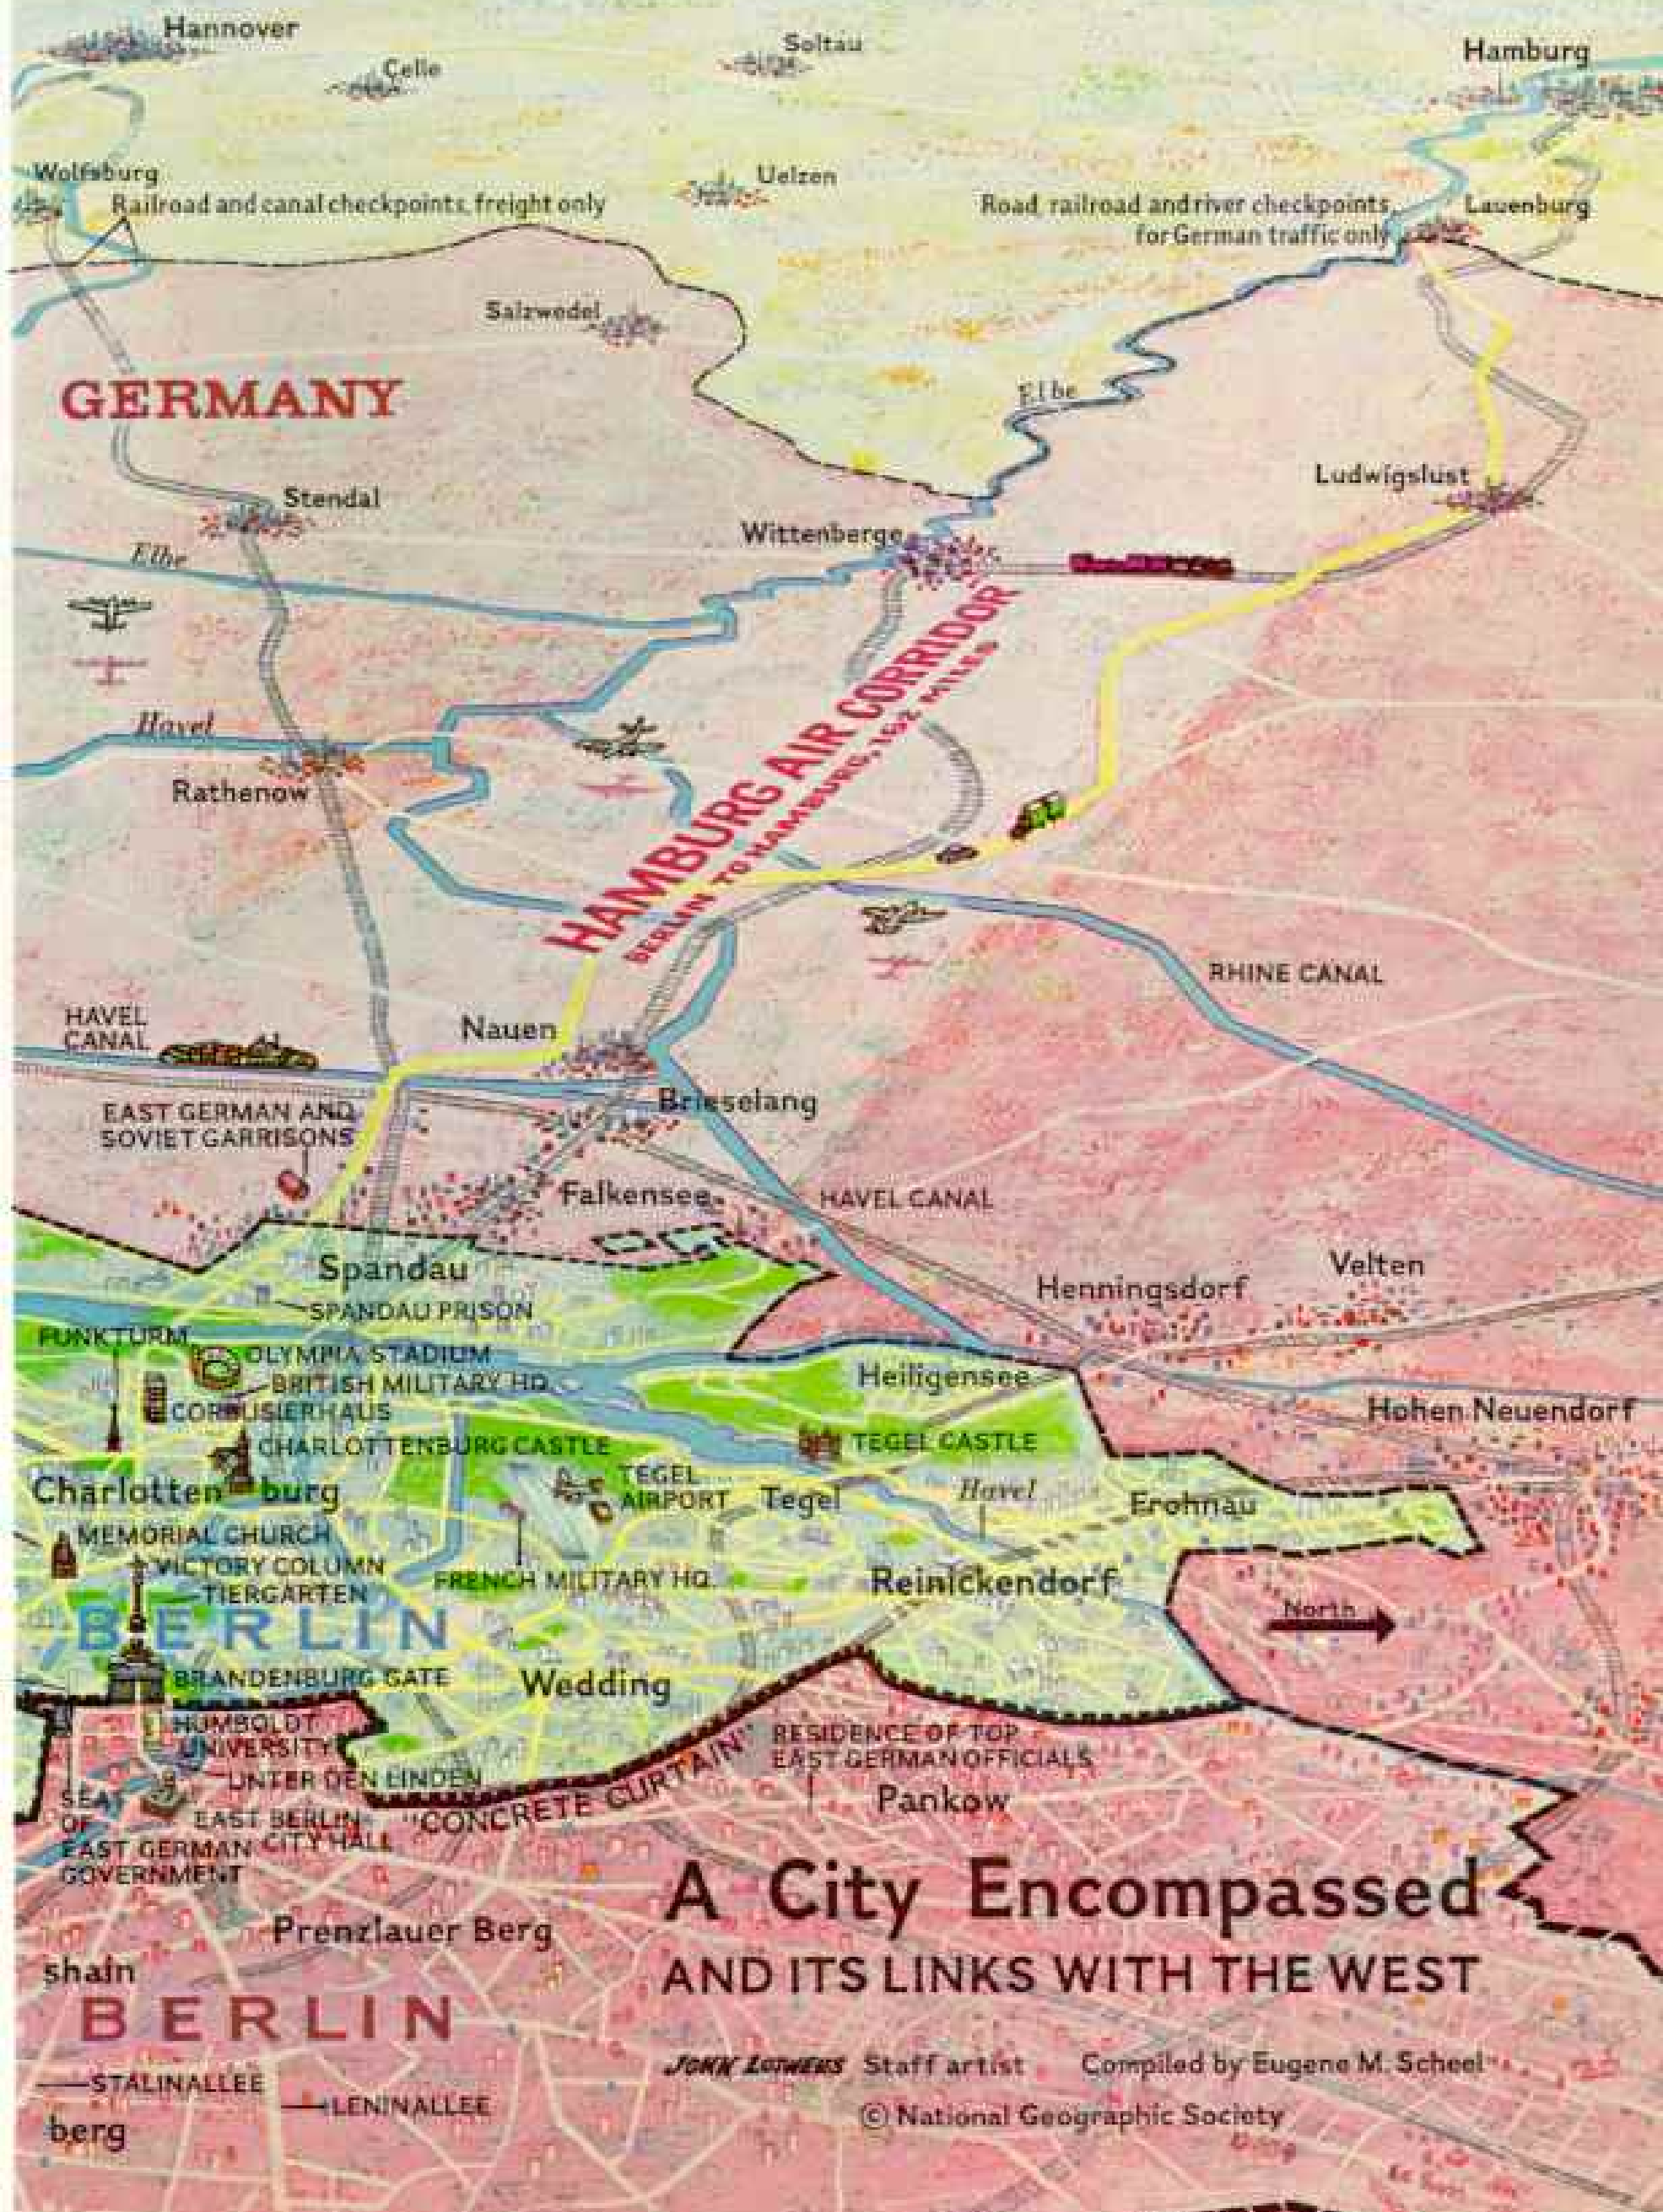 Hannover
Celle
Soltau
Hamburg
Wolfsburg
Uelzen
Railroad and canal checkpoints, freight only
Road, railroad and river checkpoints,
for German traffic only
Lauenburg
Salzwedel
GERMANY
Elbe
Ludwigslust
Stendal
Wittenberge
Elbe
HAMBURG AIR CORRIDOR
BERLIN TO HAMBURG, 162 MILES
Havel
Rathenow
RHINE CANAL
HAVEL
CANAL
Nauen
Brieselang
EAST GERMAN AND
SOVIET GARRISONS
Falkensee
HAVEL CANAL
Spandau
Velten
Henningsdorf
SPANDAU PRISON
FUNKTURM
OLYMPIA STADIUM
BRITISH MILITARY HQ.
Heiligensee
CORBUSIERHAUS
Hohen Neuendorf
CHARLOTTENBURG CASTLE
TEGEL CASTLE
TEGEL
AIRPORT
Charlotten burg
Tegel
Havel
Frohnau
MEMORIAL CHURCH
VICTORY COLUMN
TIERGARTEN
FRENCH MILITARY HQ.
Reinickendorf
North
BERLIN
BRANDENBURG GATE
Wedding
HUMBOLDT
UNIVERSITY
UNTER DEN LINDEN
RESIDENCE OF TOP
EAST GERMAN OFFICIALS
"CONCRETE CURTAIN"
Pankow
SEAT
OF
EAST GERMAN
GOVERNMENT
EAST BERLIN
CITY HALL
A City Encompassed
AND ITS LINKS WITH THE WEST
Prenzlauer Berg
shain
BERLIN
Staff artist
Compiled by Eugene M. Scheel
STALINALLEE
LENINALLEE
© National Geographic Society
berg